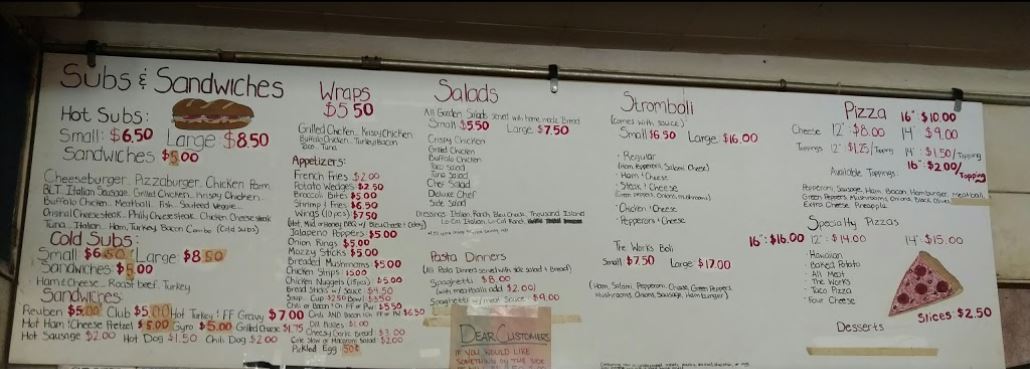 Subs & Sandwiches
Hot Subs:
Small: $6.50 Large $8.50
Sandwiches $5.00
Cheeseburger. Pizzaburger. Chicken Parm
BLT. Italian Sausage. Grilled Chicken. Krispy Chicken.
Buffalo Chicken. Meatball. Fish. Seafood Veggie
Original Cheesesteak. Philly Cheesesteak. Chicken Cheesesteak
Tuna. Italian. Ham, Turkey, Bacon Combo (Cold subs)
Cold Subs:
Small $6.50 Large $8.50
Sandwiches $5.00
Ham & Cheese. Roast beef. Turkey
Sandwiches
Reuben $5.00 Club $5.00 Hot Turkey & FF Gravy $7.00
Hot Ham & Cheese Pretzel $5.00 Gyro $5.00 Grilled Cheese $1.75
Hot Sausage $2.00 Hot Dog $1.50 Chili Dog $2.00
Wraps
$5.50
Grilled Chicken. Krispy Chicken
Buffalo Chicken. Turkey Bacon
Taco. Tuna
Appetizers:
French Fries $2.00
Potato Wedges $2.50
Broccoli Bites $5.00
Shrimp & Fries $6.50
Wings (10 pcs) $7.50
(Hot, Mild or Honey BBQ w/ Bleu Cheese & Celery)
Jalapeno Poppers $5.00
Onion Rings $5.00
Mozzy Sticks $5.00
Breaded Mushrooms $5.00
Chicken Strips $5.00
Chicken Nuggets (15pcs) $5.00
Bread Sticks w/ Sauce $4.50
Soup. Cup $2.50 Bowl $3.50
Chili or Bacon On FF or PW $5.50
Chili AND Bacon on FF or PW $6.50
Dill Pickles $1.00
Cheesy Garlic Bread $3.00
Cole Slaw or Macaroni Salad $2.00
Pickled Egg 50¢
Salads
All Garden Salads served with home made Bread
Small $5.50 Large $7.50
Crispy Chicken
Grilled Chicken
Buffalo Chicken
Taco Salad
Tuna Salad
Chef Salad
Deluxe Chef
Side Salad
Dressings: Italian, Ranch, Bleu Cheese, Thousand Island
Lo Cal Italian, Lo Cal Ranch
Pasta Dinners
(All Pasta Dinners served with side salad & Bread)
Spaghetti $8.00
(with meatballs add $2.00)
Spaghetti w/ meat Sauce $9.00
DEAR CUSTOMERS
IF YOU WOULD LIKE
SOMETHING ON THE SIDE
Stromboli
(comes with sauce)
Small $6.50 Large $16.00
Regular
(Ham, Pepperoni, Salami, Cheese)
Ham & Cheese
Steak & Cheese
(Green peppers, Onions, mushrooms)
Chicken & Cheese
Pepperoni & Cheese
The Works Boli
Small $7.50 Large $17.00
(Ham, Salami, Pepperoni, Cheese, Green Peppers,
Mushrooms, Onions, Sausage, Hamburger)
Pizza 16" $10.00
Cheese 12" $8.00 14" $9.00
Toppings 12" $1.25/Topping 14" $1.50/Topping
16" $2.00/Topping
Available Toppings:
Pepperoni, Sausage, Ham, Bacon, Hamburger, meatball,
Green Peppers, Mushrooms, Onions, Black Olives,
Extra Cheese, Pineapple
Specialty Pizzas
16": $16.00 12": $14.00 14" $15.00
Hawaiian
Baked Potato
All Meat
The Works
Taco Pizza
Four Cheese
Slices $2.50
Desserts